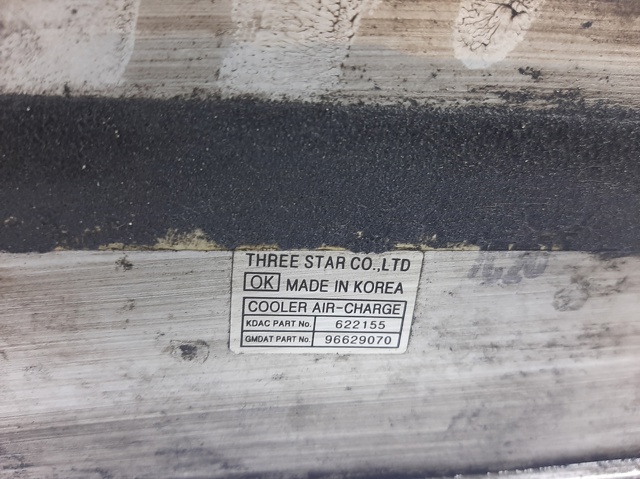 THREE STAR CO.,LTD
OK MADE IN KOREA
COOLER AIR-CHARGE
KDAC PART No. 622155
GMDAT PART No. 96629070